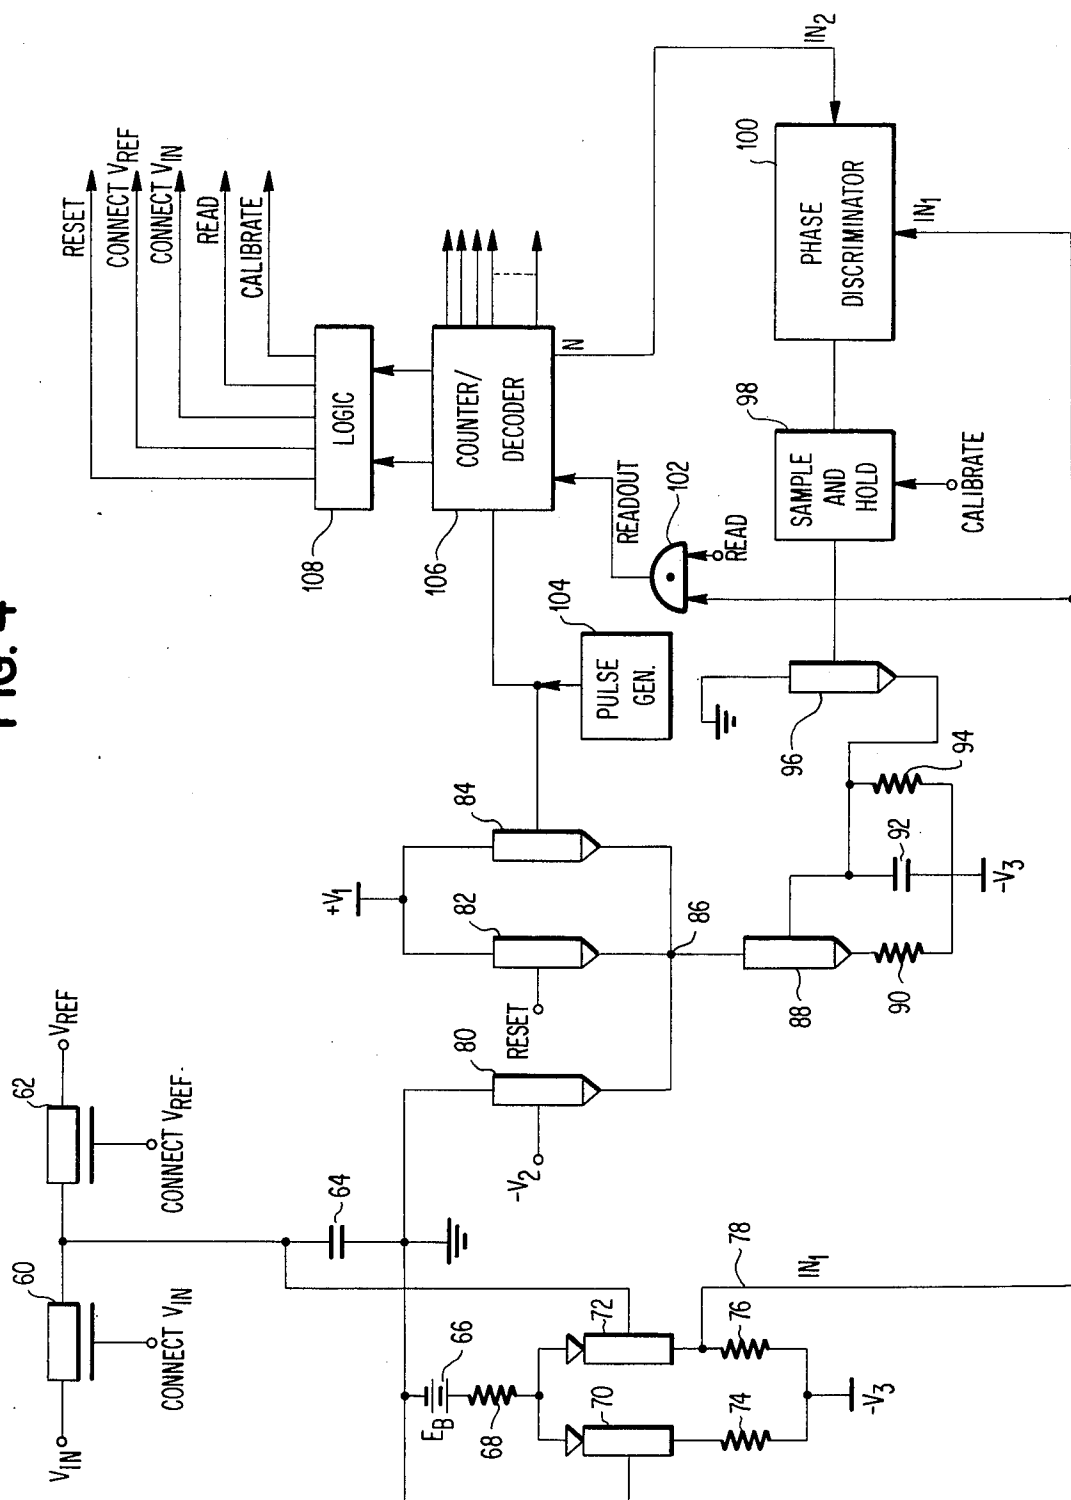 FIG. 4
RESET
CONNECT VREF
CONNECT VIN
READ
CALIBRATE
LOGIC
108
COUNTER/
DECODER
106
N
READOUT
102
READ
PULSE
GEN.
104
IN2
100
PHASE
DISCRIMINATOR
IN1
98
SAMPLE
AND
HOLD
CALIBRATE
96
94
92
-V3
90
88
86
84
82
80
+V1
RESET
-V2
VREF
62
CONNECT VREF
60
CONNECT VIN
VIN
64
66
EB
68
70
72
74
76
78
IN1
-V3